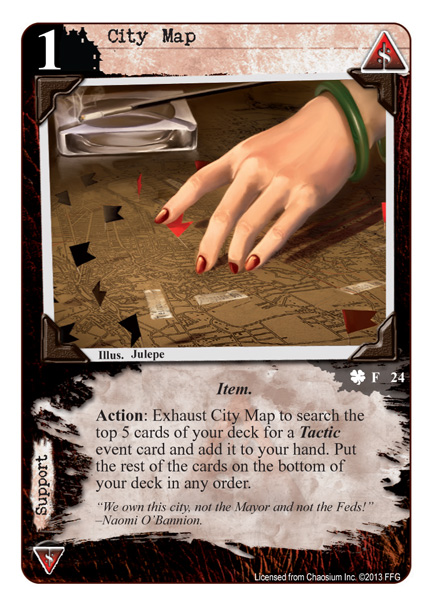 1
City Map
Illus. Julepe
F 24
Item.
Action: Exhaust City Map to search the
top 5 cards of your deck for a Tactic
event card and add it to your hand. Put
the rest of the cards on the bottom of
your deck in any order.
“We own this city, not the Mayor and not the Feds!”
–Naomi O’Bannion.
Support
Licensed from Chaosium Inc. ©2013 FFG